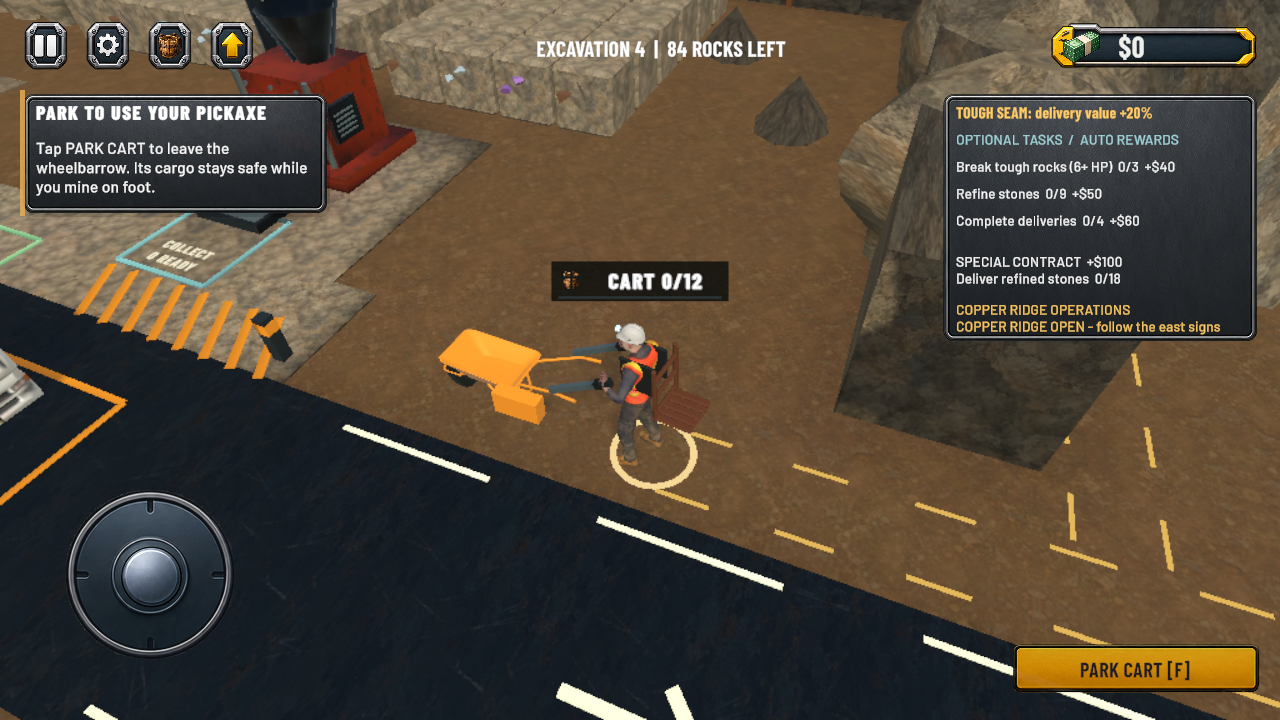 EXCAVATION 4 | 84 ROCKS LEFT
$0
PARK TO USE YOUR PICKAXE
Tap PARK CART to leave the
wheelbarrow. Its cargo stays safe while
you mine on foot.
TOUGH SEAM: delivery value +20%
OPTIONAL TASKS / AUTO REWARDS
Break tough rocks (6+ HP) 0/3 +$40
Refine stones 0/9 +$50
Complete deliveries 0/4 +$60
SPECIAL CONTRACT +$100
Deliver refined stones 0/18
COPPER RIDGE OPERATIONS
COPPER RIDGE OPEN - follow the east signs
COLLECT
0 READY
CART 0/12
PARK CART [F]